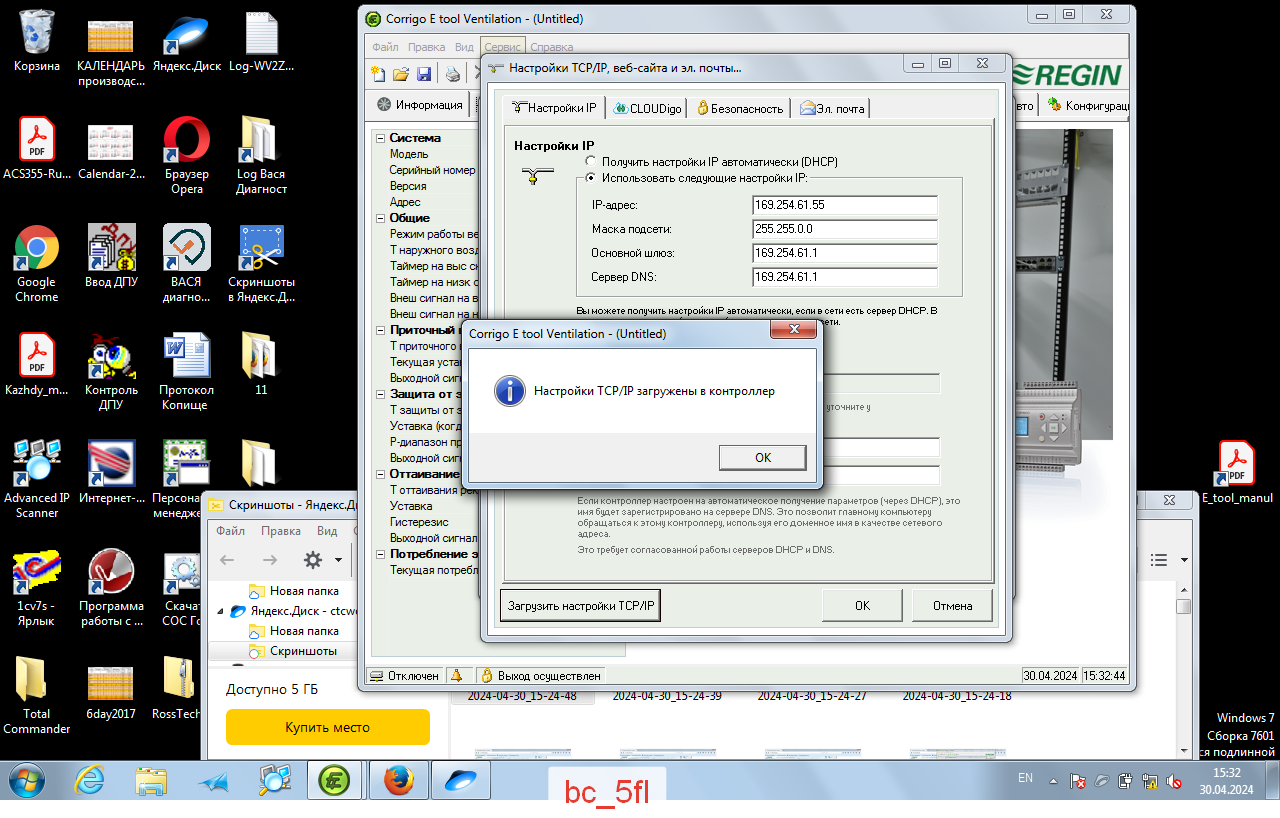 Корзина
КАЛЕНДАРЬ
производс...
Яндекс.Диск
Log-WV2Z...
ACS355-Ru...
Calendar-2...
Браузер
Opera
Log Вася
Диагност
Google
Chrome
Ввод ДПУ
ВАСЯ
диагно...
Скриншоты
в Яндекс.Д...
Kazhdy_m...
Контроль
ДПУ
Протокол
Копище
11
Advanced IP
Scanner
Интернет-...
Персона
менедже
1cv7s -
Ярлык
Программа
работы с ...
Скачат
СОС Го
Total
Commander
6day2017
RossTech
E_tool_manul
Corrigo E tool Ventilation - (Untitled)
Файл Правка Вид Сервис Справка
REGIN
Информация
вто
Конфигурац
Система
Модель
Серийный номер
Версия
Адрес
Общие
Режим работы ве
Т наружного возд
Таймер на выс ск
Таймер на низк с
Внеш сигнал на в
Внеш сигнал на н
Приточный
Т приточного
Текущая уста
Выходной сиг
Защита от з
Т защиты от з
Уставка (когд
Р-диапазон пр
Выходной сиг
Оттаивание
Т оттаивания рек
Уставка
Гистерезис
Выходной сигнал
Потребление э
Текущая потребл
Отключен
Выход осуществлен
30.04.2024
15:32:44
Настройки TCP/IP, веб-сайта и эл. почты...
Настройки IP
CLOUDigo
Безопасность
Эл. почта
Настройки IP
Получить настройки IP автоматически (DHCP)
Использовать следующие настройки IP:
IP-адрес:
169.254.61.55
Маска подсети:
255.255.0.0
Основной шлюз:
169.254.61.1
Сервер DNS:
169.254.61.1
Вы можете получить настройки IP автоматически, если в сети есть сервер DHCP. В
ети.
уточните у
Если контроллер настроен на автоматическое получение параметров (через DHCP), это
имя будет зарегистрировано на сервере DNS. Это позволит главному компьютеру
обращаться к этому контроллеру, используя его доменное имя в качестве сетевого
адреса.
Это требует согласованной работы серверов DHCP и DNS.
Загрузить настройки TCP/IP
OK
Отмена
Corrigo E tool Ventilation - (Untitled)
Настройки TCP/IP загружены в контроллер
OK
Скриншоты - Яндекс.Ди
Файл Правка Вид
Новая папка
Яндекс.Диск - ctcwe
Новая папка
Скриншоты
Доступно 5 ГБ
Купить место
2024-04-30_15-24-48
2024-04-30_15-24-39
2024-04-30_15-24-27
2024-04-30_15-24-18
Windows 7
Сборка 7601
ся подлинной
EN
15:32
30.04.2024
bc_5fl